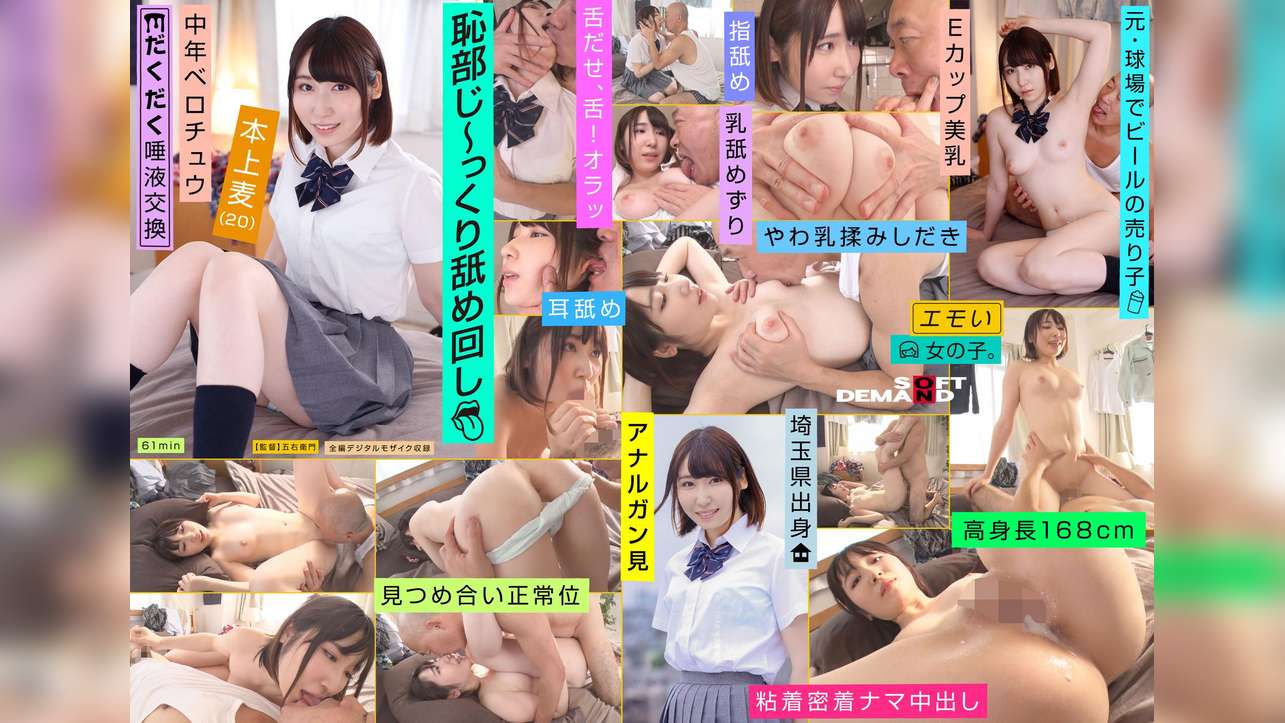 ヨだくだく唾液交換
中年ベロチュウ
本上麦
(20)
恥部じ〜っくり舐め回し
舌だせ、舌！オラッ
指舐め
Eカップ美乳
元・球場でビールの売り子
乳舐めずり
やわ乳揉みしだき
耳舐め
エモい
女の子。
SOFT
ON
DEMAND
61min
【監督】五右衛門
全編デジタルモザイク収録
アナルガン見
埼玉県出身
高身長168cm
見つめ合い正常位
粘着密着ナマ中出し